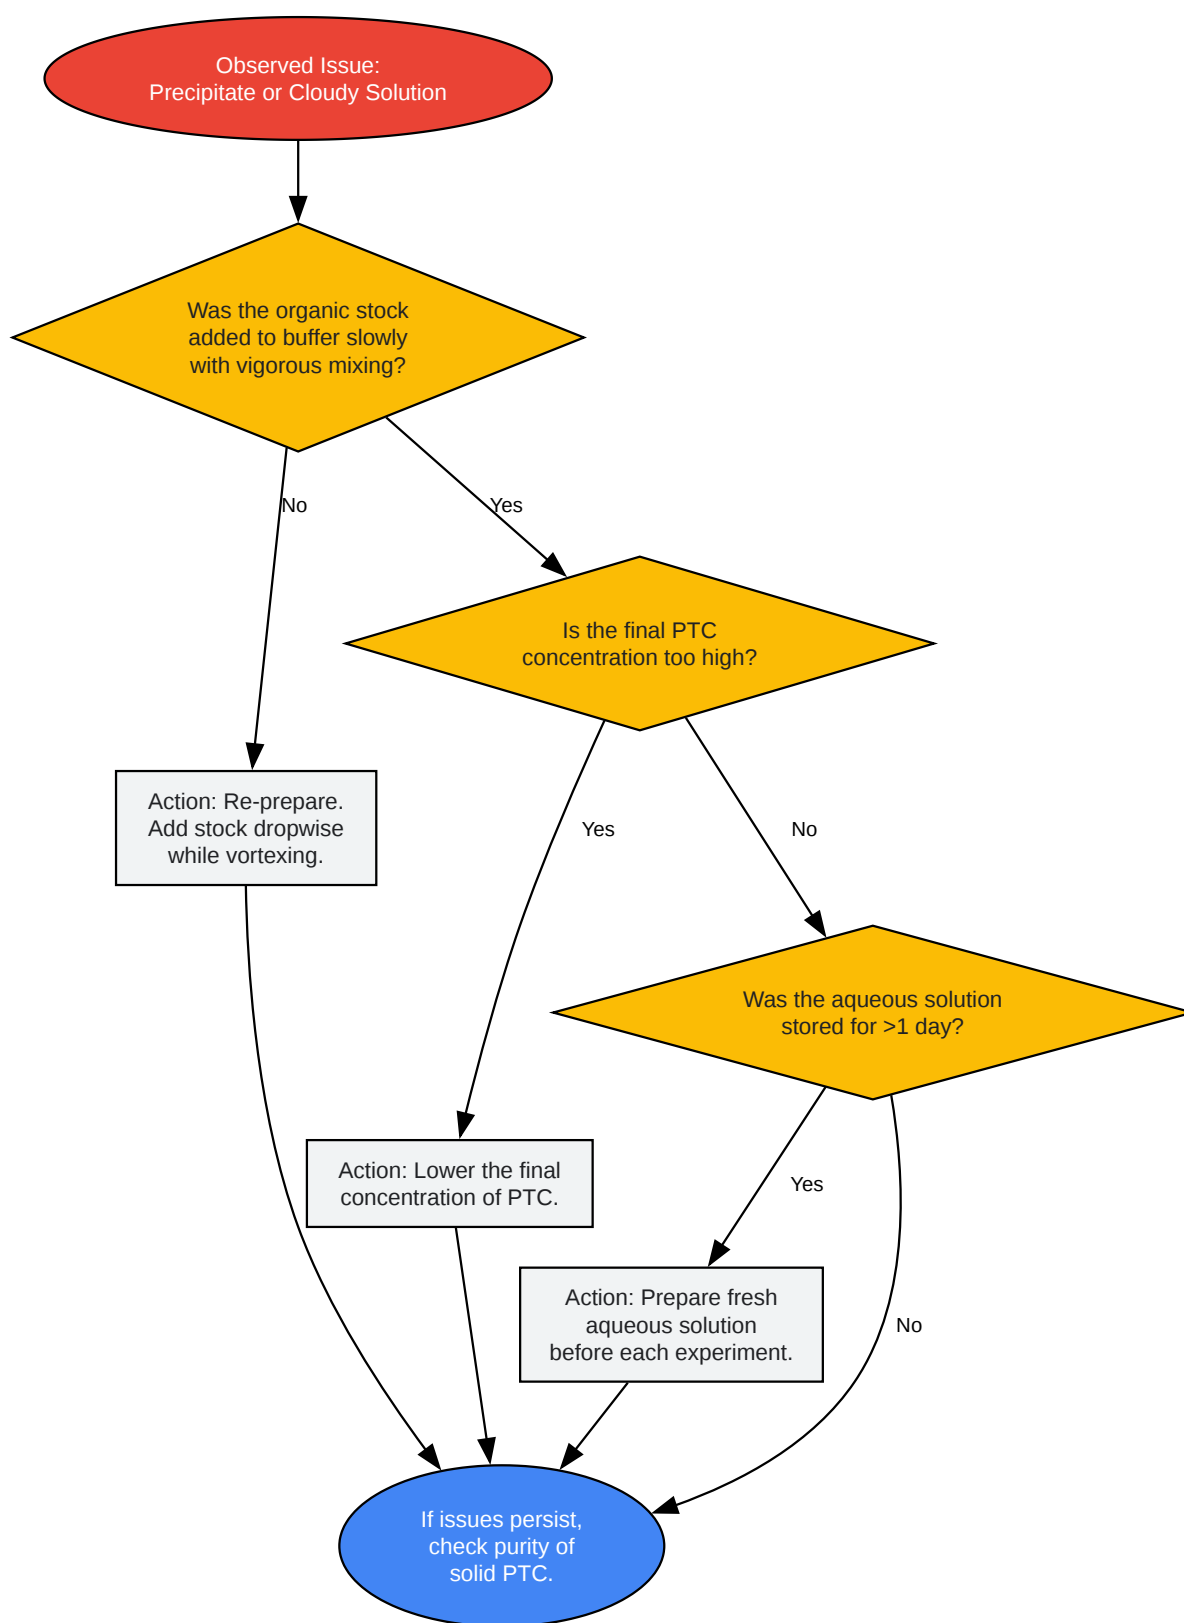 Observed Issue:
Precipitate or Cloudy Solution
Was the organic stock
added to buffer slowly
with vigorous mixing?
No
Yes
Is the final PTC
concentration too high?
Action: Re-prepare.
Add stock dropwise
while vortexing.
Yes
No
Was the aqueous solution
stored for >1 day?
Action: Lower the final
concentration of PTC.
Yes
Action: Prepare fresh
aqueous solution
before each experiment.
No
If issues persist,
check purity of
solid PTC.